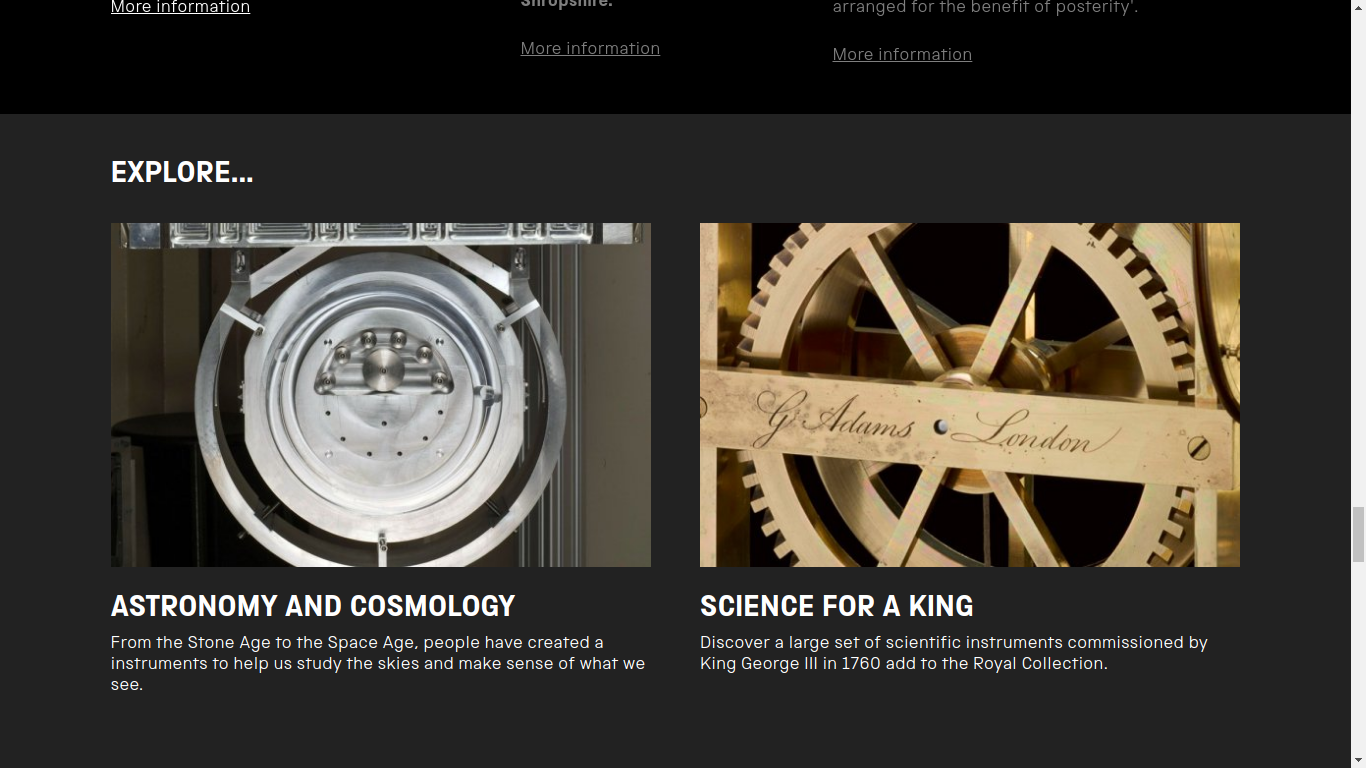 More information
Shropshire.
More information
arranged for the benefit of posterity'.
More information
EXPLORE...
G. Adams London
ASTRONOMY AND COSMOLOGY
From the Stone Age to the Space Age, people have created a
instruments to help us study the skies and make sense of what we
see.
SCIENCE FOR A KING
Discover a large set of scientific instruments commissioned by
King George III in 1760 add to the Royal Collection.